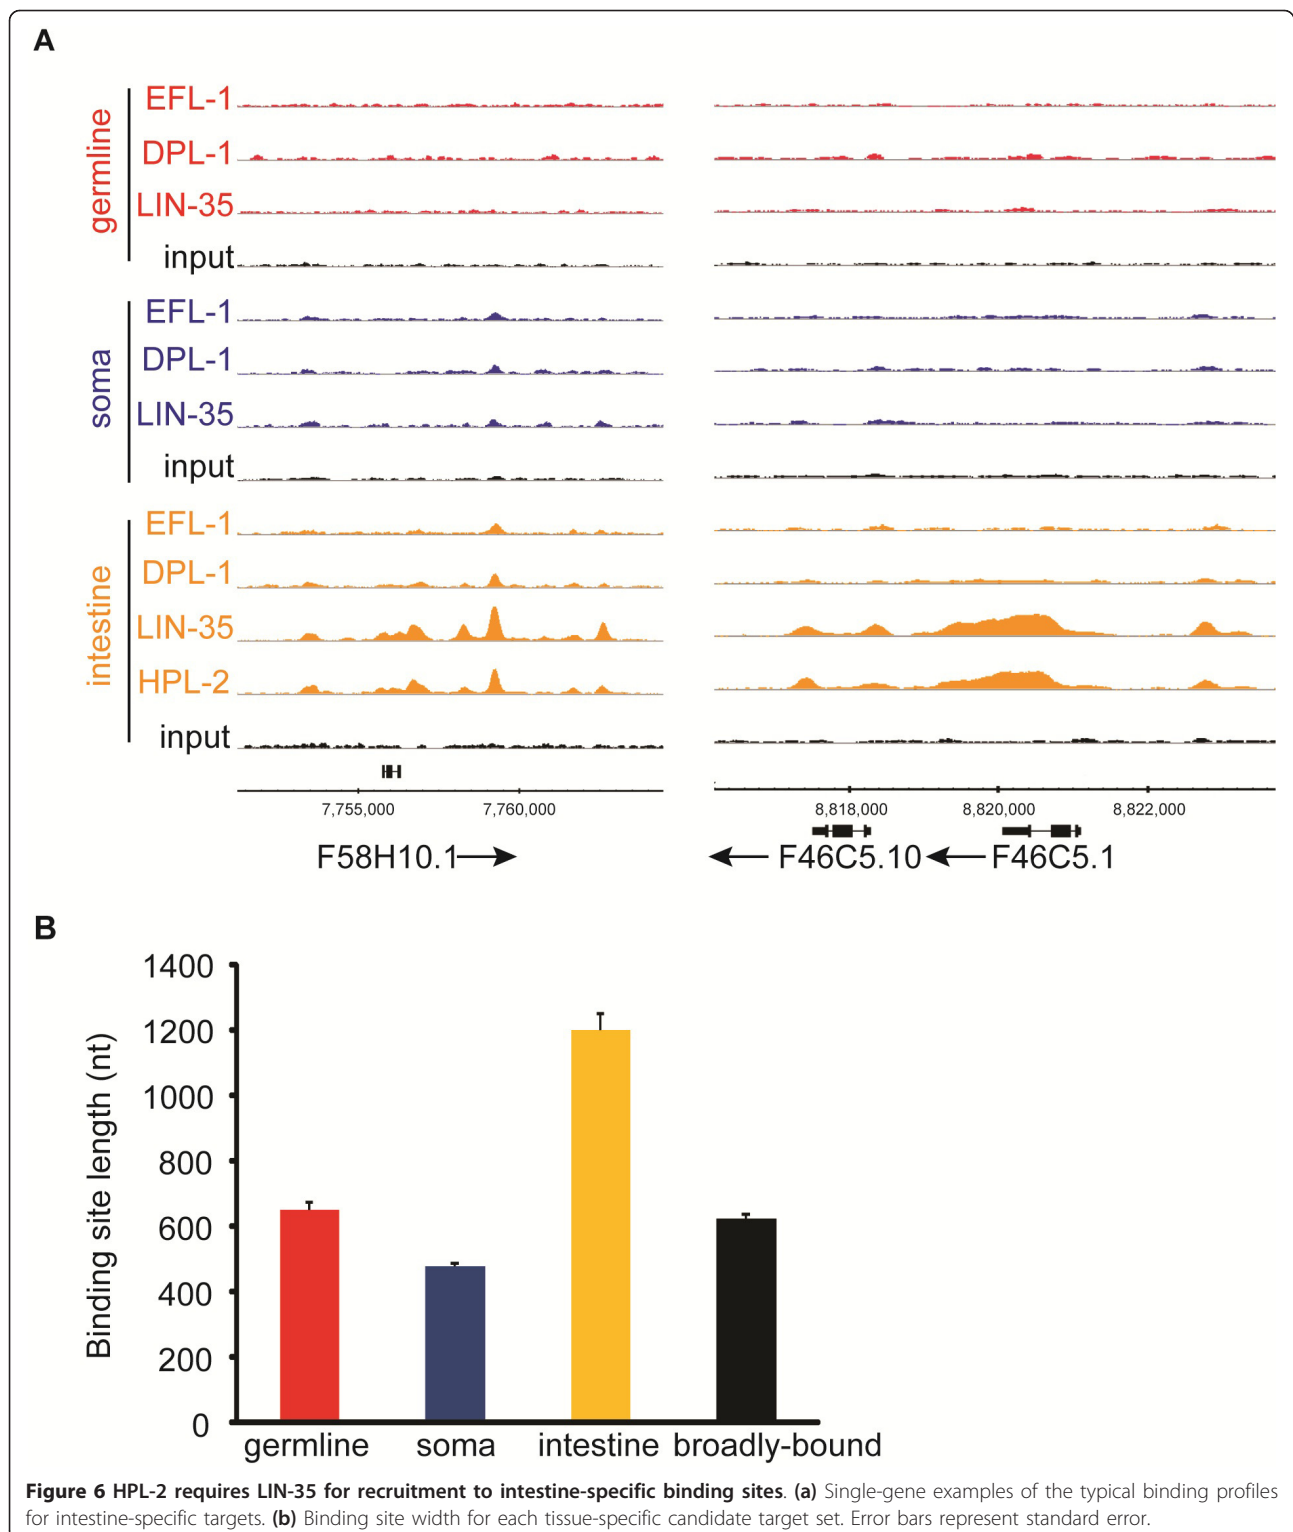 A
germline
EFL-1
DPL-1
LIN-35
input
soma
EFL-1
DPL-1
LIN-35
input
intestine
EFL-1
DPL-1
LIN-35
HPL-2
input
7,755,000 7,760,000
8,818,000 8,820,000 8,822,000
F58H10.1
F46C5.10 F46C5.1
B
Binding site length (nt)
1400
1200
1000
800
600
400
200
0
germline soma intestine broadly-bound
Figure 6 HPL-2 requires LIN-35 for recruitment to intestine-specific binding sites. (a) Single-gene examples of the typical binding profiles
for intestine-specific targets. (b) Binding site width for each tissue-specific candidate target set. Error bars represent standard error.